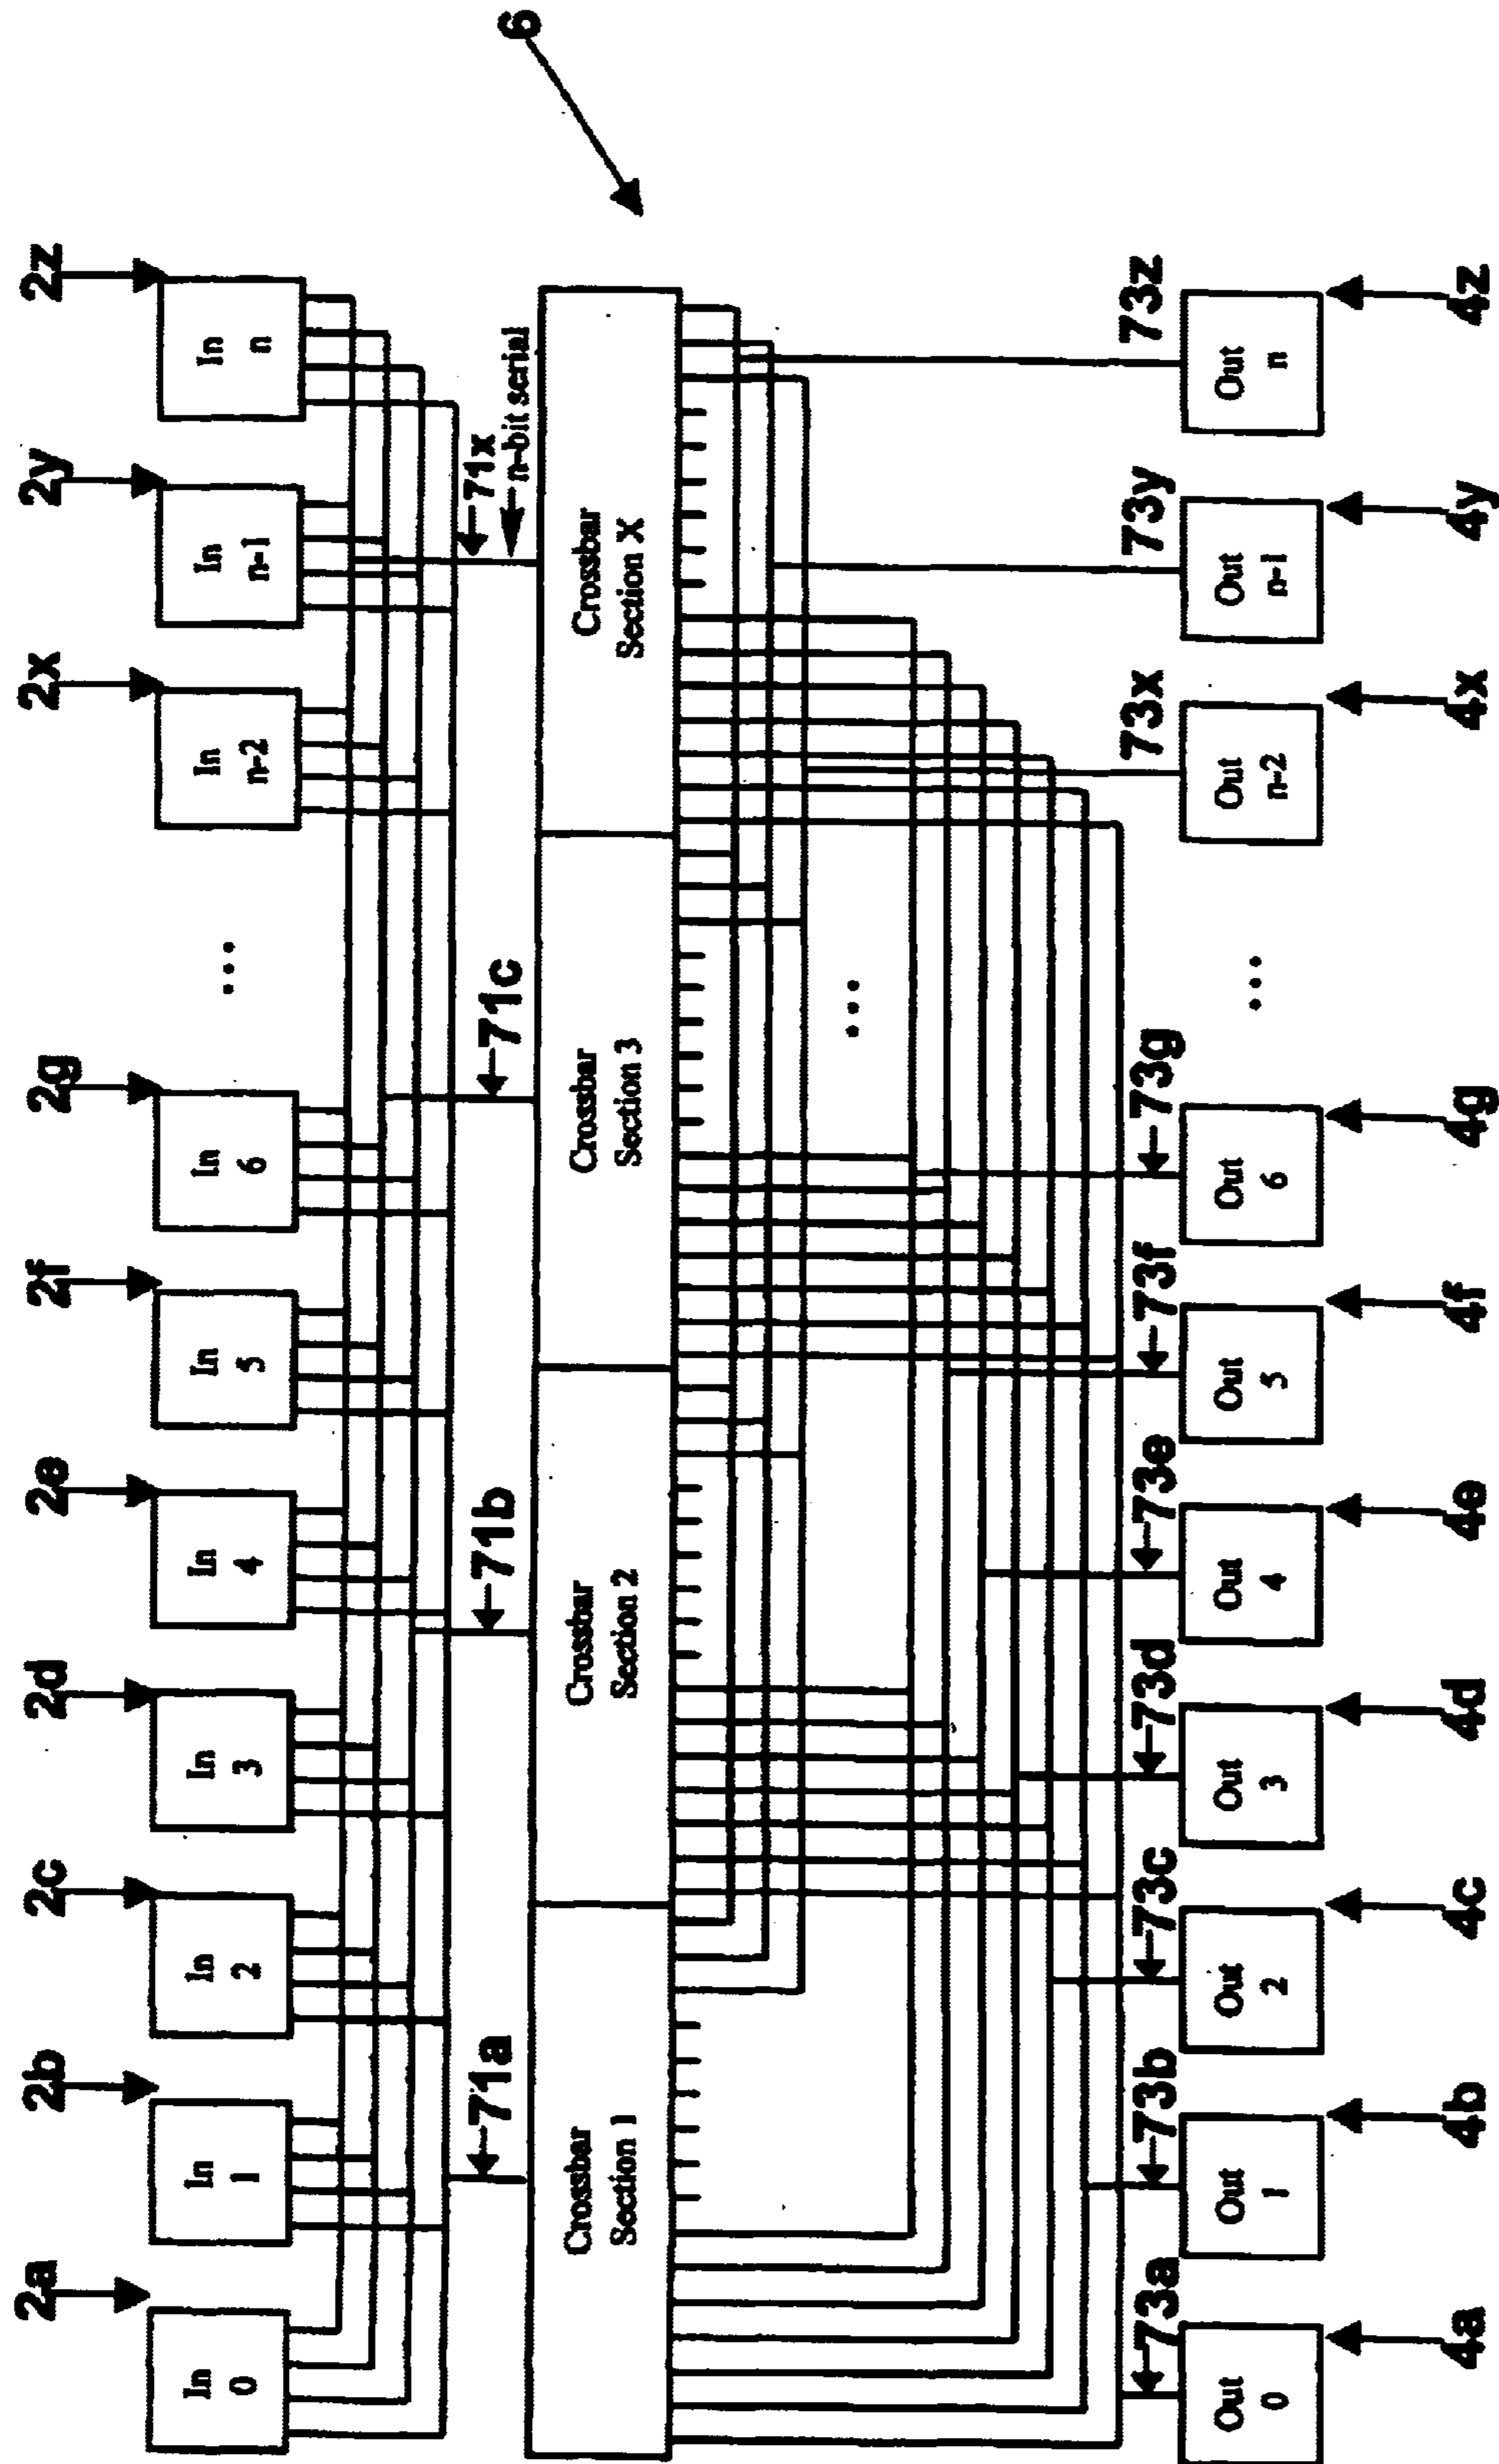 2a
2b
2c
2d
2e
2f
2g
2x
2y
2z
In
0
In
1
In
2
In
3
In
4
In
5
In
6
...
In
n-2
In
n-1
In
n
71a
71b
71c
71x
n-bit serial
6
Crossbar
Section 1
Crossbar
Section 2
Crossbar
Section 3
Crossbar
Section X
...
73a
73b
73c
73d
73e
73f
73g
73x
73y
73z
Out
0
Out
1
Out
2
Out
3
Out
4
Out
5
Out
6
...
Out
n-2
Out
n-1
Out
n
4a
4b
4c
4d
4e
4f
4g
4x
4y
4z